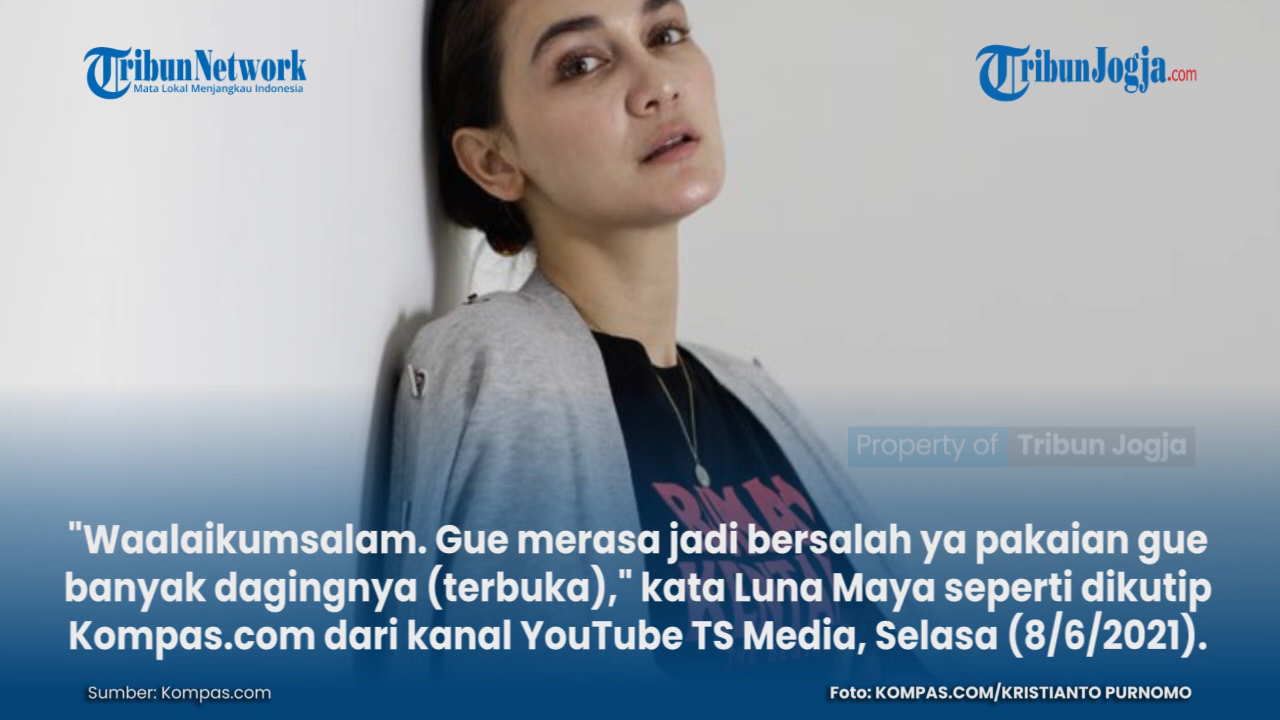 TribunNetwork
Mata Lokal Menjangkau Indonesia
TribunJogja.com
Property of Tribun Jogja
"Waalaikumsalam. Gue merasa jadi bersalah ya pakaian gue
banyak dagingnya (terbuka)," kata Luna Maya seperti dikutip
Kompas.com dari kanal YouTube TS Media, Selasa (8/6/2021).
Sumber: Kompas.com
Foto: KOMPAS.COM/KRISTIANTO PURNOMO